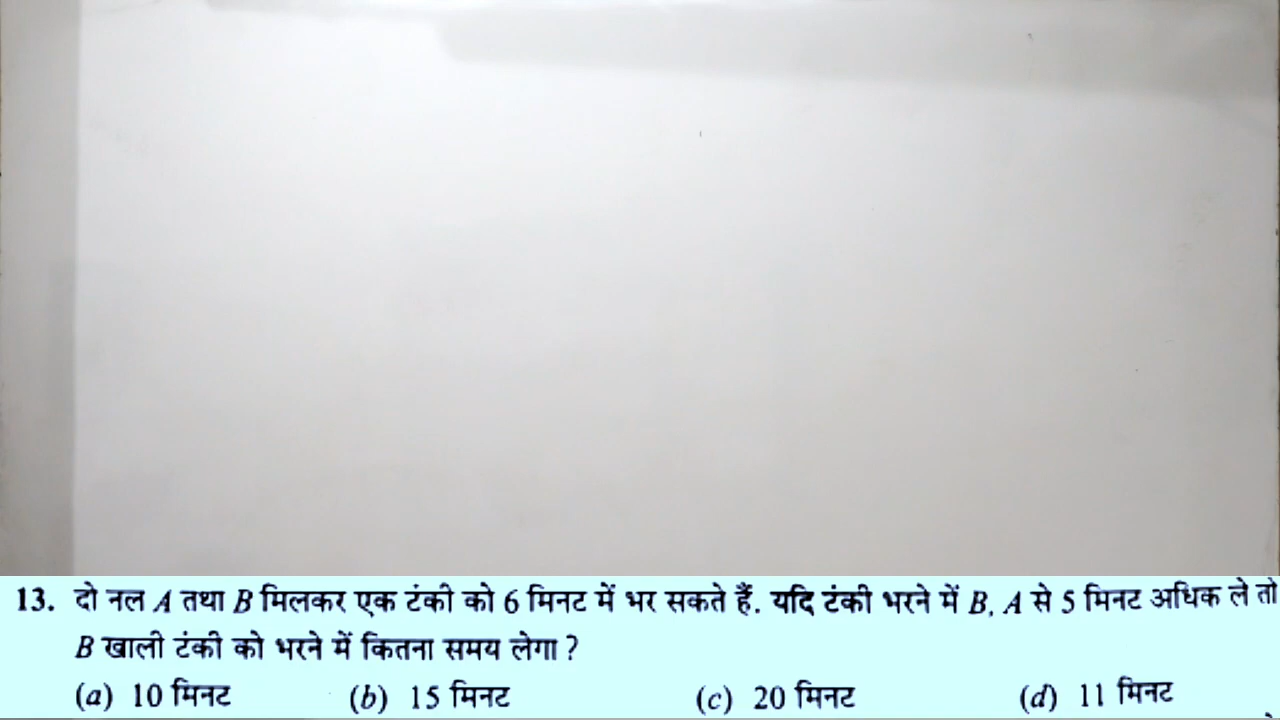 13. दो नल A तथा B मिलकर एक टंकी को 6 मिनट में भर सकते हैं. यदि टंकी भरने में B, A से 5 मिनट अधिक ले तो
B खाली टंकी को भरने में कितना समय लेगा ?
(a) 10 मिनट (b) 15 मिनट (c) 20 मिनट (d) 11 मिनट